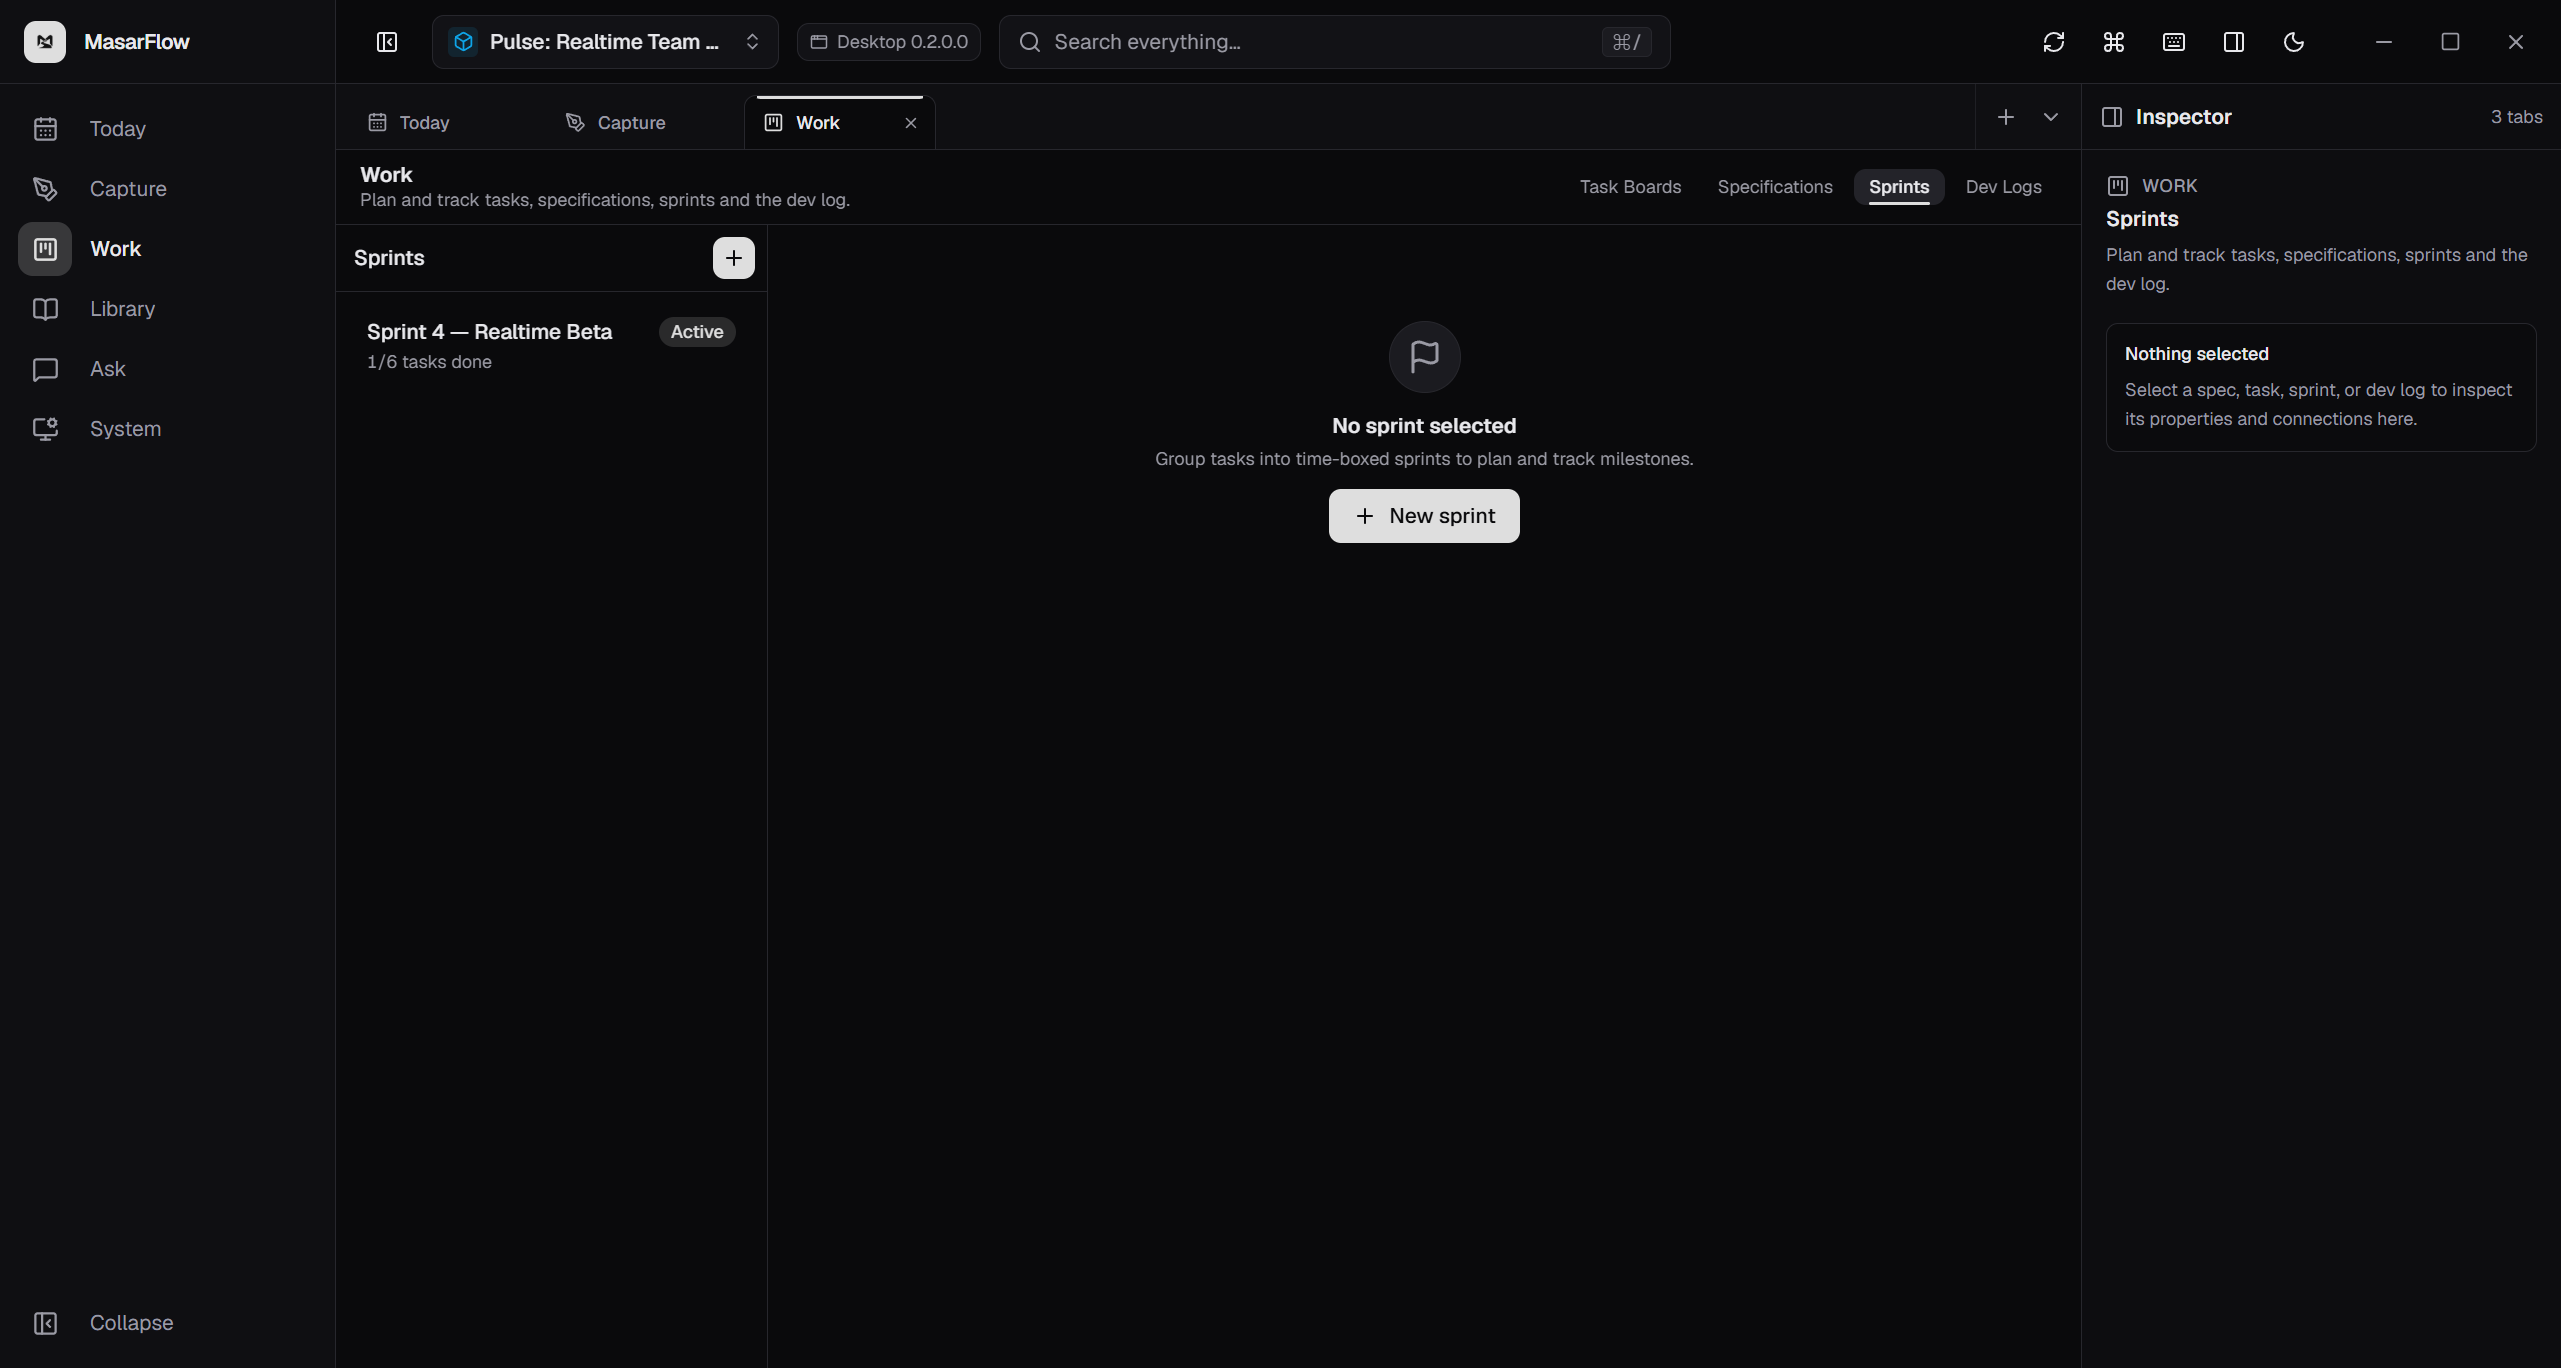 MasarFlow
Pulse: Realtime Team ...
Desktop 0.2.0.0
Search everything...
⌘/
Today
Capture
Work
Library
Ask
System
Collapse
Today
Capture
Work
Work
Plan and track tasks, specifications, sprints and the dev log.
Task Boards
Specifications
Sprints
Dev Logs
Sprints
Sprint 4 — Realtime Beta
Active
1/6 tasks done
No sprint selected
Group tasks into time-boxed sprints to plan and track milestones.
New sprint
Inspector
3 tabs
WORK
Sprints
Plan and track tasks, specifications, sprints and the
dev log.
Nothing selected
Select a spec, task, sprint, or dev log to inspect
its properties and connections here.